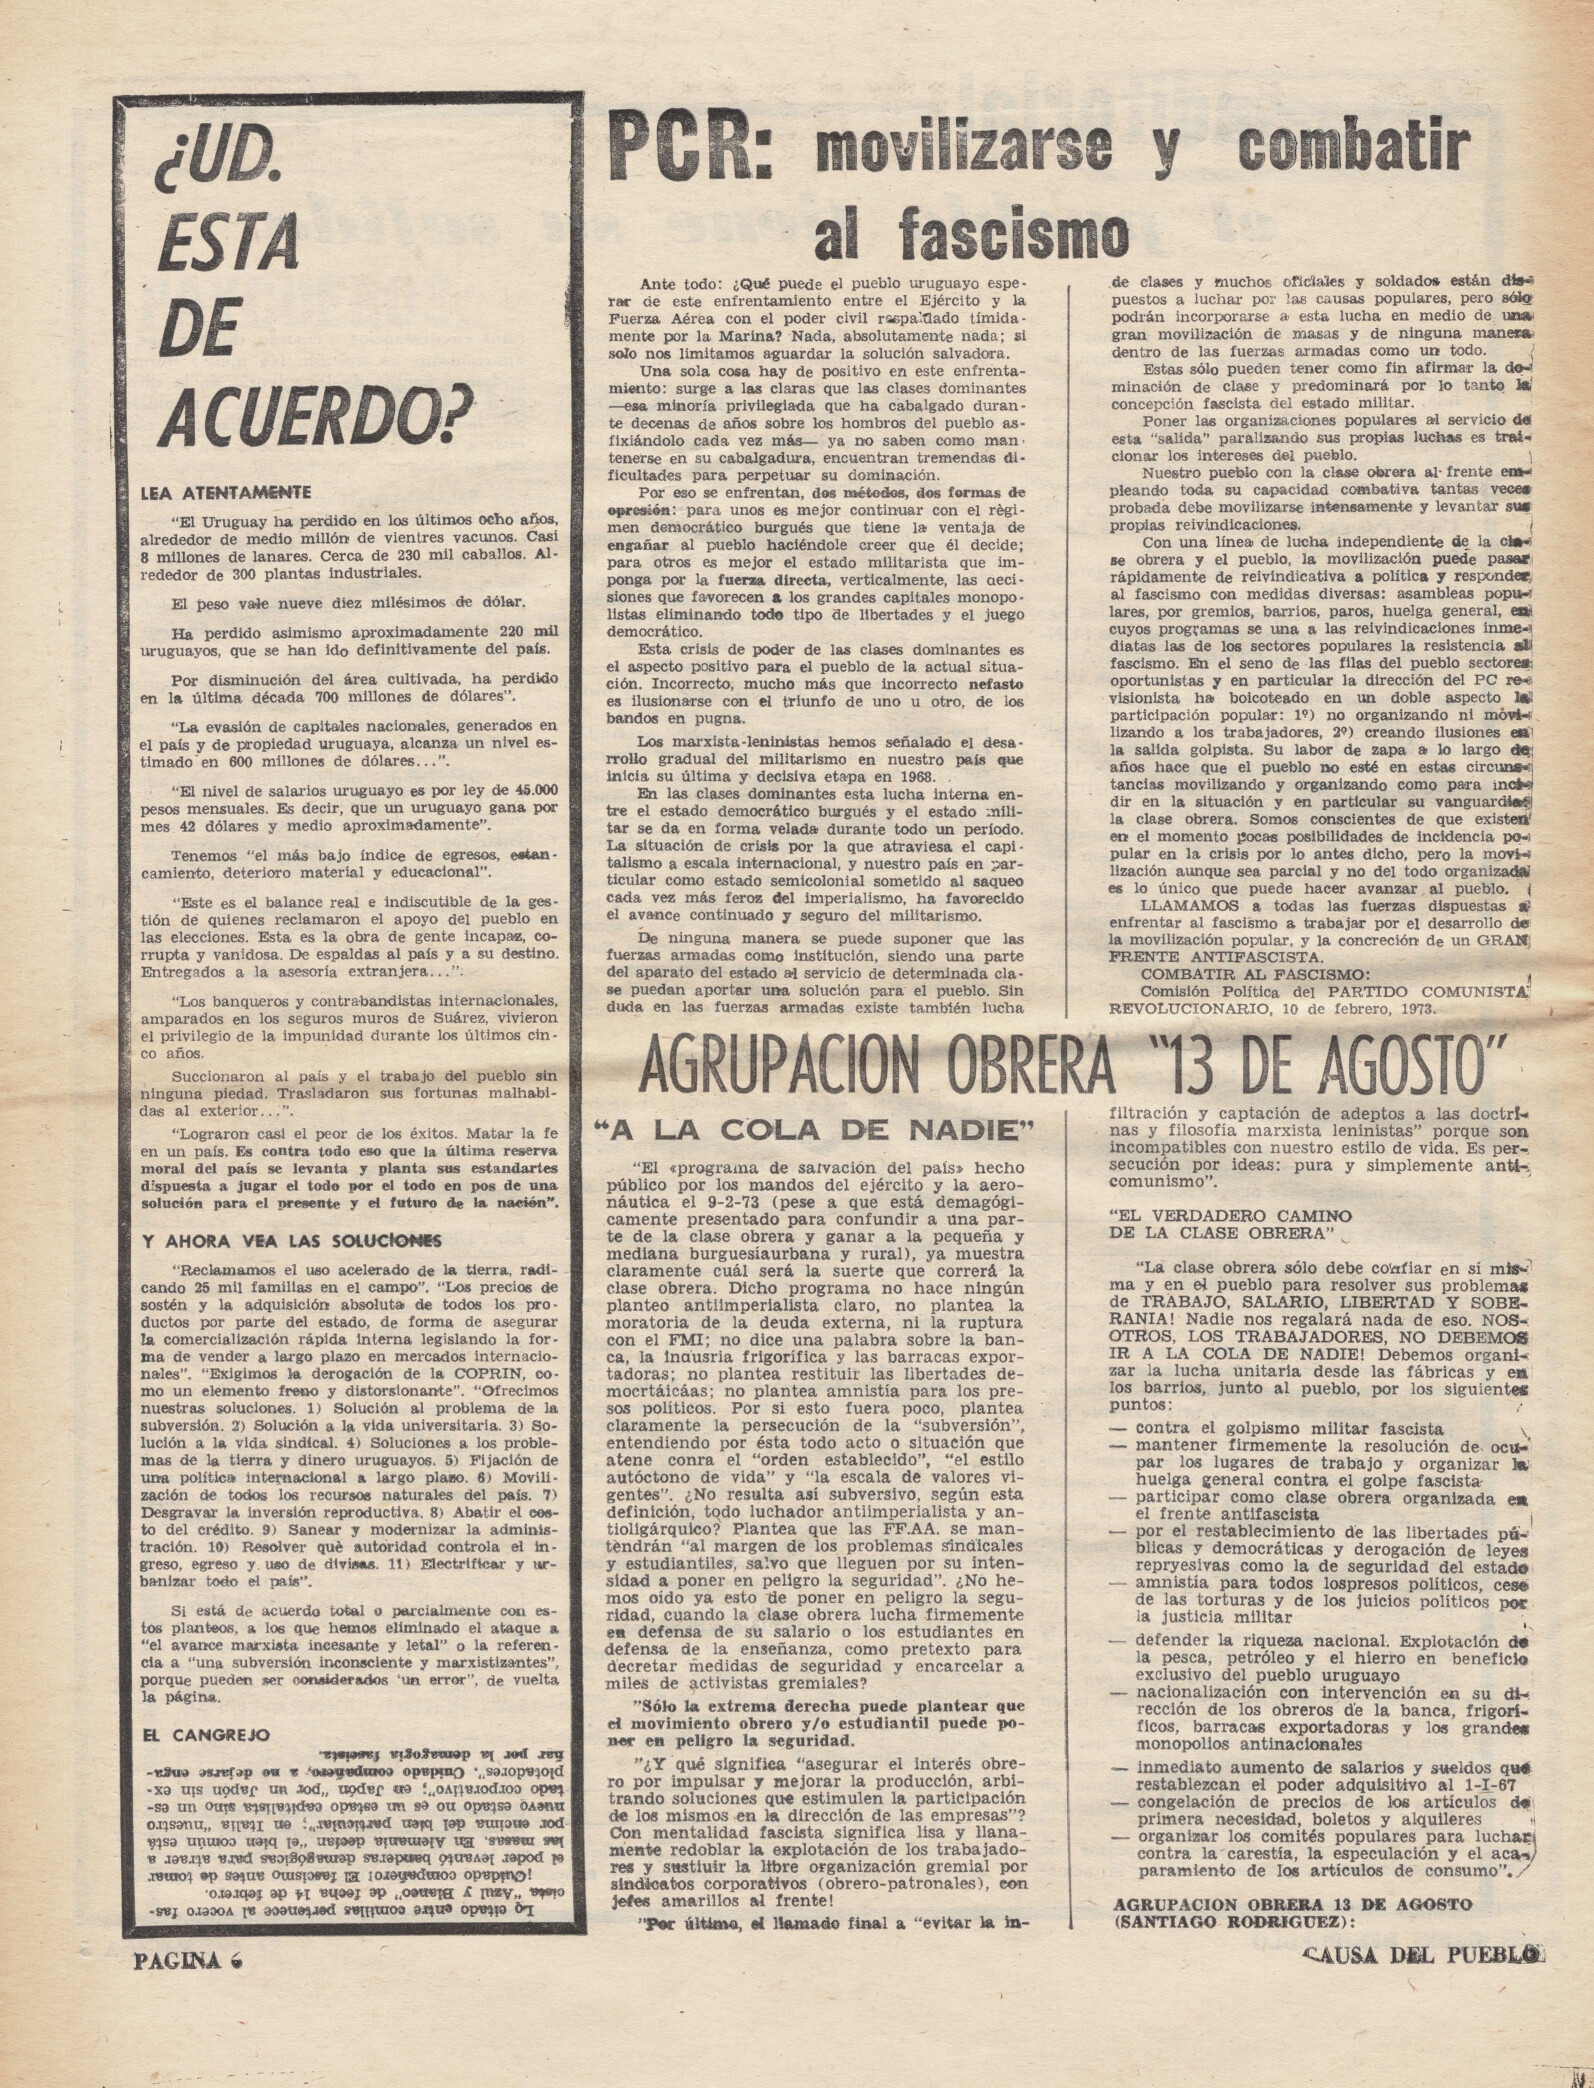 ¿UD.
ESTA
DE
ACUERDO?
LEA ATENTAMENTE
"El Uruguay ha perdido en los últimos ocho años,
alrededor de medio millón de vientres vacunos. Casi
8 millones de lanares. Cerca de 230 mil caballos. Al-
rededor de 300 plantas industriales.
El peso vale nueve diez milésimos de dólar.
Ha perdido asimismo aproximadamente 220 mil
uruguayos, que se han ido definitivamente del país.
Por disminución del área cultivada, ha perdido
en la última década 700 millones de dólares".
"La evasión de capitales nacionales, generados en
el país y de propiedad uruguaya, alcanza un nivel es-
timado en 600 millones de dólares...".
"El nivel de salarios uruguayo es por ley de 45.000
pesos mensuales. Es decir, que un uruguayo gana por
mes 42 dólares y medio aproximadamente".
Tenemos "el más bajo índice de egresos, estan-
camiento, deterioro material y educacional".
"Este es el balance real e indiscutible de la ges-
tión de quienes reclamaron el apoyo del pueblo en
las elecciones. Esta es la obra de gente incapaz, co-
rrupta y vanidosa. De espaldas al país y a su destino.
Entregados a la asesoría extranjera...".
"Los banqueros y contrabandistas internacionales,
amparados en los seguros muros de Suárez, vivieron
el privilegio de la impunidad durante los últimos cin-
co años.
Succionaron al país y el trabajo del pueblo sin
ninguna piedad. Trasladaron sus fortunas malhabi-
das al exterior...".
"Lograron casi el peor de los éxitos. Matar la fe
en un país. Es contra todo eso que la última reserva
moral del país se levanta y planta sus estandartes
dispuesta a jugar el todo por el todo en pos de una
solución para el presente y el futuro de la nación".
Y AHORA VEA LAS SOLUCIONES
"Reclamamos el uso acelerado de la tierra, radi-
cando 25 mil familias en el campo". "Los precios de
sostén y la adquisición absoluta de todos los pro-
ductos por parte del estado, de forma de asegurar
la comercialización rápida interna legislando la for-
ma de vender a largo plazo en mercados internacio-
nales". "Exigimos la derogación de la COPRIN, co-
mo un elemento freno y distorsionante". "Ofrecimos
nuestras soluciones. 1) Solución al problema de la
subversión. 2) Solución a la vida universitaria. 3) So-
lución a la vida sindical. 4) Soluciones a los proble-
mas de la tierra y dinero uruguayos. 5) Fijación de
una política internacional a largo plazo. 6) Movili-
zación de todos los recursos naturales del país. 7)
Desgravar la inversión reproductiva. 8) Abatir el cos-
to del crédito. 9) Sanear y modernizar la adminis-
tración. 10) Resolver què autoridad controla el in-
greso, egreso y uso de divisas. 11) Electrificar y ur-
banizar todo el país".
Si está de acuerdo total o parcialmente con es-
tos planteos, a los que hemos eliminado el ataque a
"el avance marxista incesante y letal" o la referen-
cia a "una subversión inconsciente y marxistizantes",
porque pueden ser considerados 'un error", de vuelta
la página.
EL CANGREJO
Lo citado entre comillas pertenece al vocero fas-
cista "Azul y Blanco" de fecha 14 de febrero.
¡Cuidado compañero! El fascismo antes de tomar
el poder levantó banderas demagógicas para atraer a
las masas. En Alemania decían "el bien común está
por encima del bien particular"; en Italia "nuestro
nuevo estado no es un estado capitalista sino un es-
tado corporativo"; en Japón "por un Japón sin ex-
plotadores". Cuidado compañero, a no dejarse enga-
ñar por la demagogia fascista.
PAGINA 6
PCR: movilizarse y combatir
al fascismo
Ante todo: ¿Qué puede el pueblo uruguayo espe-
rar de este enfrentamiento entre el Ejército y la
Fuerza Aérea con el poder civil respaldado tímida-
mente por la Marina? Nada, absolutamente nada; si
solo nos limitamos aguardar la solución salvadora.
Una sola cosa hay de positivo en este enfrenta-
miento: surge a las claras que las clases dominantes
—esa minoría privilegiada que ha cabalgado duran-
te decenas de años sobre los hombros del pueblo as-
fixiándolo cada vez más— ya no saben como man-
tenerse en su cabalgadura, encuentran tremendas di-
ficultades para perpetuar su dominación.
Por eso se enfrentan, dos métodos, dos formas de
opresión: para unos es mejor continuar con el règi-
men democrático burgués que tiene la ventaja de
engañar al pueblo haciéndole creer que él decide;
para otros es mejor el estado militarista que im-
ponga por la fuerza directa, verticalmente, las deci-
siones que favorecen a los grandes capitales monopo-
listas eliminando todo tipo de libertades y el juego
democrático.
Esta crisis de poder de las clases dominantes es
el aspecto positivo para el pueblo de la actual situa-
ción. Incorrecto, mucho más que incorrecto nefasto
es ilusionarse con el triunfo de uno u otro, de los
bandos en pugna.
Los marxista-leninistas hemos señalado el desa-
rrollo gradual del militarismo en nuestro país que
inicia su última y decisiva etapa en 1968.
En las clases dominantes esta lucha interna en-
tre el estado democrático burgués y el estado mili-
tar se da en forma velada durante todo un período.
La situación de crisis por la que atraviesa el capi-
talismo a escala internacional, y nuestro país en par-
ticular como estado semicolonial sometido al saqueo
cada vez más feroz del imperialismo, ha favorecido
el avance continuado y seguro del militarismo.
De ninguna manera se puede suponer que las
fuerzas armadas como institución, siendo una parte
del aparato del estado al servicio de determinada cla-
se puedan aportar una solución para el pueblo. Sin
duda en las fuerzas armadas existe también lucha
de clases y muchos oficiales y soldados están dis-
puestos a luchar por las causas populares, pero sólo
podrán incorporarse a esta lucha en medio de una
gran movilización de masas y de ninguna manera
dentro de las fuerzas armadas como un todo.
Estas sólo pueden tener como fin afirmar la do-
minación de clase y predominará por lo tanto la
concepción fascista del estado militar.
Poner las organizaciones populares al servicio de
esta "salida" paralizando sus propias luchas es trai-
cionar los intereses del pueblo.
Nuestro pueblo con la clase obrera al frente em-
pleando toda su capacidad combativa tantas veces
probada debe movilizarse intensamente y levantar sus
propias reivindicaciones.
Con una línea de lucha independiente de la cla-
se obrera y el pueblo, la movilización puede pasar
rápidamente de reivindicativa a política y responder
al fascismo con medidas diversas: asambleas popu-
lares, por gremios, barrios, paros, huelga general, en
cuyos programas se una a las reivindicaciones inme-
diatas las de los sectores populares la resistencia al
fascismo. En el seno de las filas del pueblo sectores
oportunistas y en particular la dirección del PC re-
visionista ha boicoteado en un doble aspecto la
participación popular: 1º) no organizando ni movi-
lizando a los trabajadores, 2º) creando ilusiones en
la salida golpista. Su labor de zapa a lo largo de
años hace que el pueblo no esté en estas circuns-
tancias movilizando y organizando como para inci-
dir en la situación y en particular su vanguardia:
la clase obrera. Somos conscientes de que existen
en el momento pocas posibilidades de incidencia po-
pular en la crisis por lo antes dicho, pero la movi-
lización aunque sea parcial y no del todo organizada
es lo único que puede hacer avanzar al pueblo.
LLAMAMOS a todas las fuerzas dispuestas a
enfrentar al fascismo a trabajar por el desarrollo de
la movilización popular, y la concreción de un GRAN
FRENTE ANTIFASCISTA.
COMBATIR AL FASCISMO:
Comisión Política del PARTIDO COMUNISTA
REVOLUCIONARIO, 10 de febrero, 1973.
AGRUPACION OBRERA "13 DE AGOSTO"
"A LA COLA DE NADIE"
"El «programa de salvación del país» hecho
público por los mandos del ejército y la aero-
náutica el 9-2-73 (pese a que está demagógi-
camente presentado para confundir a una par-
te de la clase obrera y ganar a la pequeña y
mediana burguesíaurbana y rural), ya muestra
claramente cuál será la suerte que correrá la
clase obrera. Dicho programa no hace ningún
planteo antiimperialista claro, no plantea la
moratoria de la deuda externa, ni la ruptura
con el FMI; no dice una palabra sobre la ban-
ca, la indusria frigorífica y las barracas expor-
tadoras; no plantea restituir las libertades de-
mocrtáicáas; no plantea amnistía para los pre-
sos políticos. Por si esto fuera poco, plantea
claramente la persecución de la "subversión",
entendiendo por ésta todo acto o situación que
atene conra el "orden establecido", "el estilo
autóctono de vida" y "la escala de valores vi-
gentes". ¿No resulta así subversivo, según esta
definición, todo luchador antiimperialista y an-
tioligárquico? Plantea que las FF.AA. se man-
tendrán "al margen de los problemas sindicales
y estudiantiles, salvo que lleguen por su inten-
sidad a poner en peligro la seguridad". ¿No he-
mos oído ya esto de poner en peligro la segu-
ridad, cuando la clase obrera lucha firmemente
en defensa de su salario o los estudiantes en
defensa de la enseñanza, como pretexto para
decretar medidas de seguridad y encarcelar a
miles de activistas gremiales?
"Sólo la extrema derecha puede plantear que
el movimiento obrero y/o estudiantil puede po-
ner en peligro la seguridad.
"¿Y qué significa "asegurar el interés obre-
ro por impulsar y mejorar la producción, arbi-
trando soluciones que estimulen la participación
de los mismos en la dirección de las empresas"?
Con mentalidad fascista significa lisa y llana-
mente redoblar la explotación de los trabajado-
res y sustiuir la libre organización gremial por
sindicatos corporativos (obrero-patronales), con
jefes amarillos al frente!
"Por último, el llamado final a "evitar la in-
filtración y captación de adeptos a las doctri-
nas y filosofía marxista leninistas" porque son
incompatibles con nuestro estilo de vida. Es per-
secución por ideas: pura y simplemente anti-
comunismo".
"EL VERDADERO CAMINO
DE LA CLASE OBRERA"
"La clase obrera sólo debe confiar en sí mis-
ma y en el pueblo para resolver sus problemas
de TRABAJO, SALARIO, LIBERTAD Y SOBE-
RANIA! Nadie nos regalará nada de eso. NOS-
OTROS, LOS TRABAJADORES, NO DEBEMOS
IR A LA COLA DE NADIE! Debemos organi-
zar la lucha unitaria desde las fábricas y en
los barrios, junto al pueblo, por los siguientes
puntos:
— contra el golpismo militar fascista
— mantener firmemente la resolución de ocu-
par los lugares de trabajo y organizar la
huelga general contra el golpe fascista
— participar como clase obrera organizada en
el frente antifascista
— por el restablecimiento de las libertades pú-
blicas y democráticas y derogación de leyes
repryesivas como la de seguridad del estado
— amnistía para todos lospresos políticos, cese
de las torturas y de los juicios políticos por
la justicia militar
— defender la riqueza nacional. Explotación de
la pesca, petróleo y el hierro en beneficio
exclusivo del pueblo uruguayo
— nacionalización con intervención en su di-
rección de los obreros de la banca, frigorí-
ficos, barracas exportadoras y los grandes
monopolios antinacionales
— inmediato aumento de salarios y sueldos que
restablezcan el poder adquisitivo al 1-I-67
— congelación de precios de los artículos de
primera necesidad, boletos y alquileres
— organizar los comités populares para luchar
contra la carestía, la especulación y el aca-
paramiento de los artículos de consumo".
AGRUPACION OBRERA 13 DE AGOSTO
(SANTIAGO RODRIGUEZ):
CAUSA DEL PUEBLO